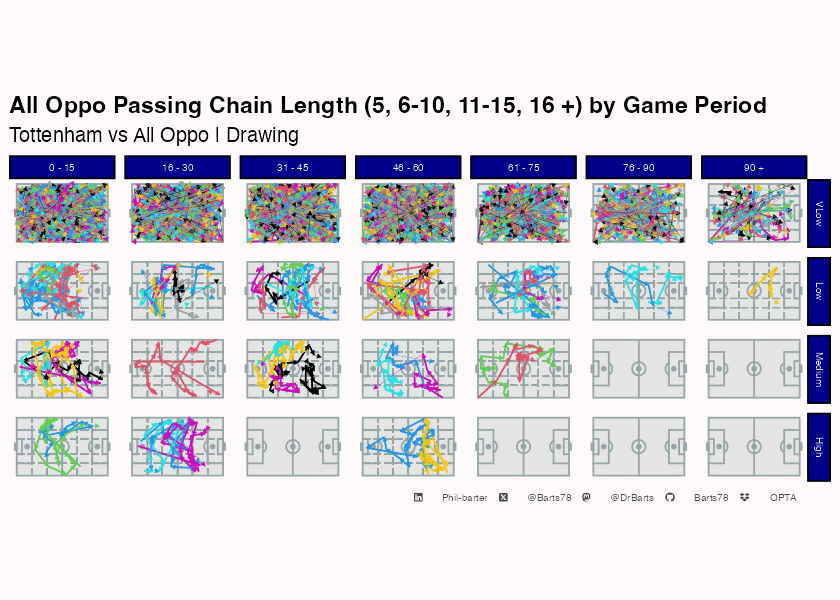 All Oppo Passing Chain Length (5, 6-10, 11-15, 16 +) by Game Period
Tottenham vs All Oppo | Drawing
0 - 15 16 - 30 31 - 45 46 - 60 61 - 75 76 - 90 90 +
VLow
Low
Medium
High
Phil-barter @Barts78 @DrBarts Barts78 OPTA